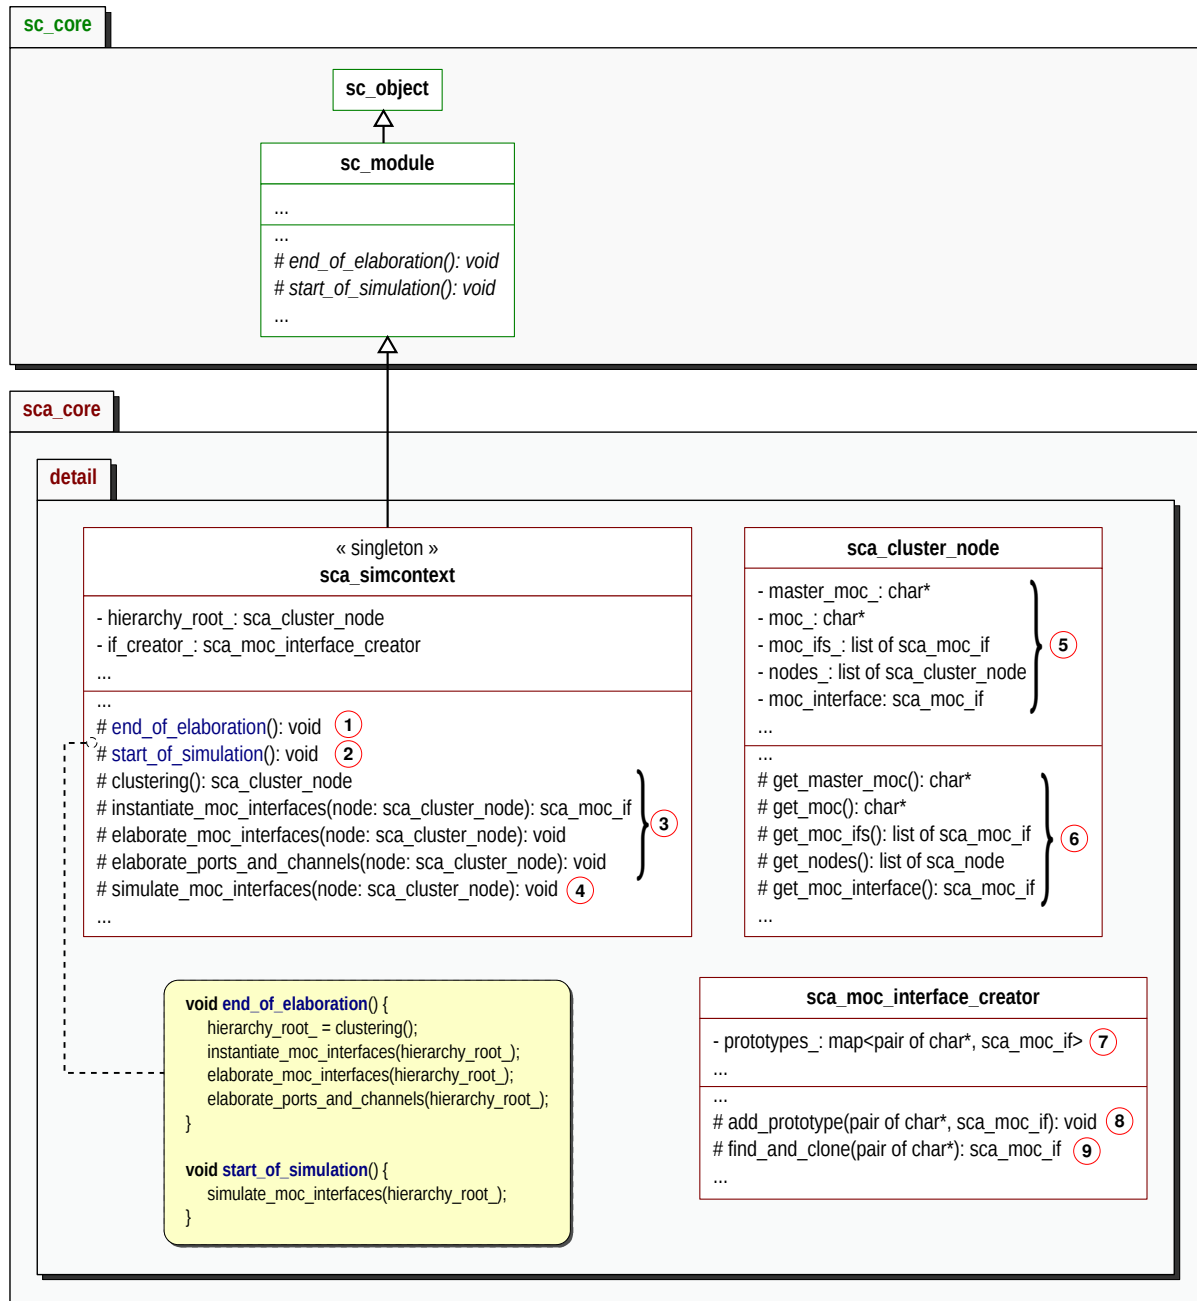 sc_core
sc_object
sc_module
...
...
# end_of_elaboration(): void
# start_of_simulation(): void
...
sca_core
detail
« singleton »
sca_simcontext
- hierarchy_root_: sca_cluster_node
- if_creator_: sca_moc_interface_creator
...
...
# end_of_elaboration(): void 1
# start_of_simulation(): void 2
# clustering(): sca_cluster_node
# instantiate_moc_interfaces(node: sca_cluster_node): sca_moc_if
# elaborate_moc_interfaces(node: sca_cluster_node): void
3
# elaborate_ports_and_channels(node: sca_cluster_node): void
# simulate_moc_interfaces(node: sca_cluster_node): void 4
...
sca_cluster_node
- master_moc_: char*
- moc_: char*
- moc_ifs_: list of sca_moc_if
5
- nodes_: list of sca_cluster_node
- moc_interface: sca_moc_if
...
...
# get_master_moc(): char*
# get_moc(): char*
# get_moc_ifs(): list of sca_moc_if
6
# get_nodes(): list of sca_node
# get_moc_interface(): sca_moc_if
...
void end_of_elaboration() {
hierarchy_root_ = clustering();
instantiate_moc_interfaces(hierarchy_root_);
elaborate_moc_interfaces(hierarchy_root_);
elaborate_ports_and_channels(hierarchy_root_);
}
void start_of_simulation() {
simulate_moc_interfaces(hierarchy_root_);
}
sca_moc_interface_creator
- prototypes_: map<pair of char*, sca_moc_if> 7
...
...
# add_prototype(pair of char*, sca_moc_if): void 8
# find_and_clone(pair of char*): sca_moc_if 9
...